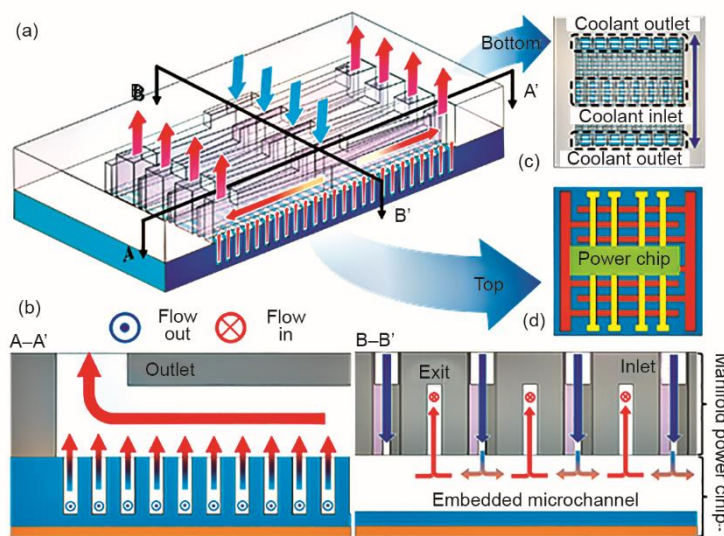 (a)
B
A'
A
B'
Bottom
Coolant outlet
Coolant inlet
Coolant outlet
(c)
Top
Power chip
(d)
(b)
A–A'
Flow
out
Flow
in
B–B'
Outlet
Exit
Inlet
Embedded microchannel
Manifold power chip..